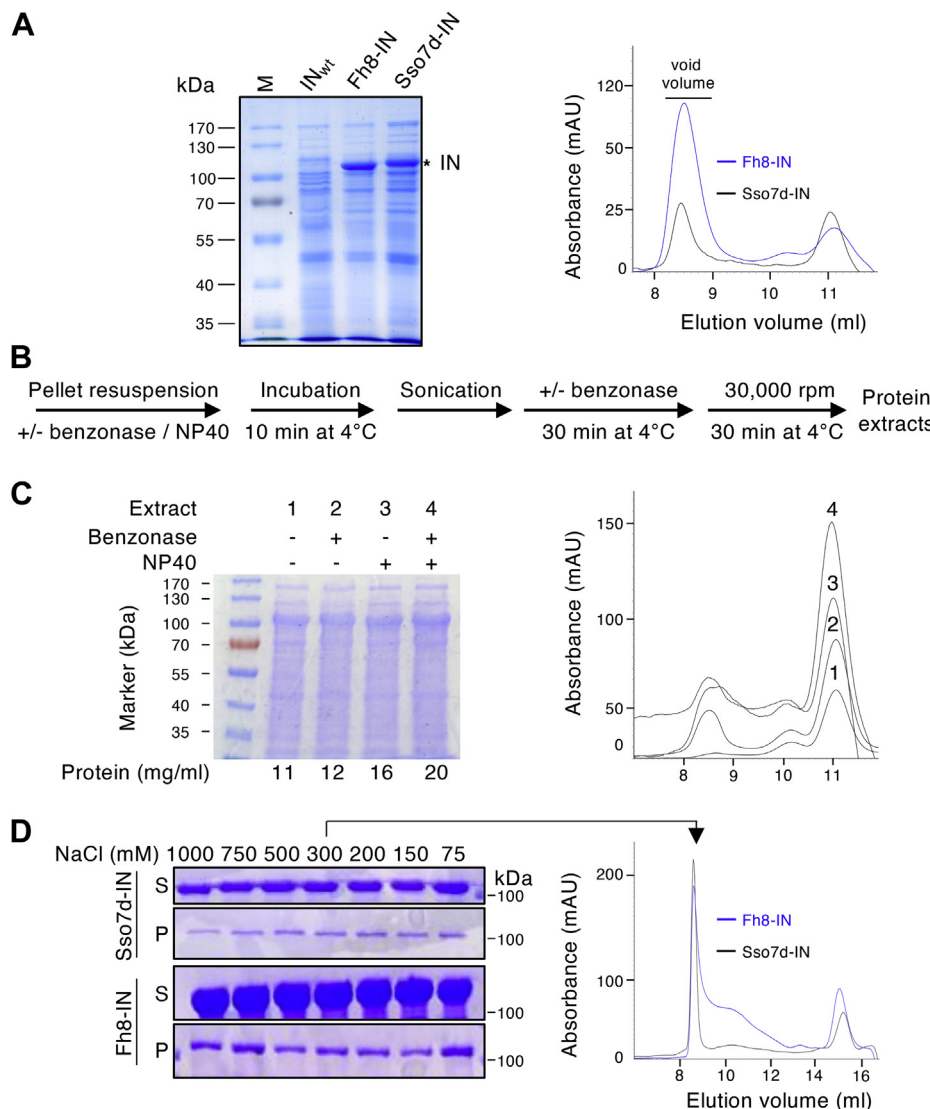 A
kDa
M
INwt
Fh8-IN
Sso7d-IN
170
130
100
70
55
40
35
* IN
void
volume
120
50
25
0
Absorbance (mAU)
Fh8-IN
Sso7d-IN
8 9 10 11
Elution volume (ml)
B
Pellet resuspension
+/- benzonase / NP40
Incubation
10 min at 4°C
Sonication
+/- benzonase
30 min at 4°C
30,000 rpm
30 min at 4°C
Protein
extracts
C
Extract 1 2 3 4
Benzonase - + - +
NP40 - - + +
Marker (kDa)
170
130
100
70
55
40
35
Protein (mg/ml) 11 12 16 20
Absorbance (mAU)
150
100
50
0
4
3
2
1
8 9 10 11
D
NaCl (mM)
1000 750 500 300 200 150 75
kDa
Sso7d-IN
S
100
P
100
Fh8-IN
S
100
P
100
Absorbance (mAU)
200
100
0
Fh8-IN
Sso7d-IN
8 10 12 14 16
Elution volume (ml)